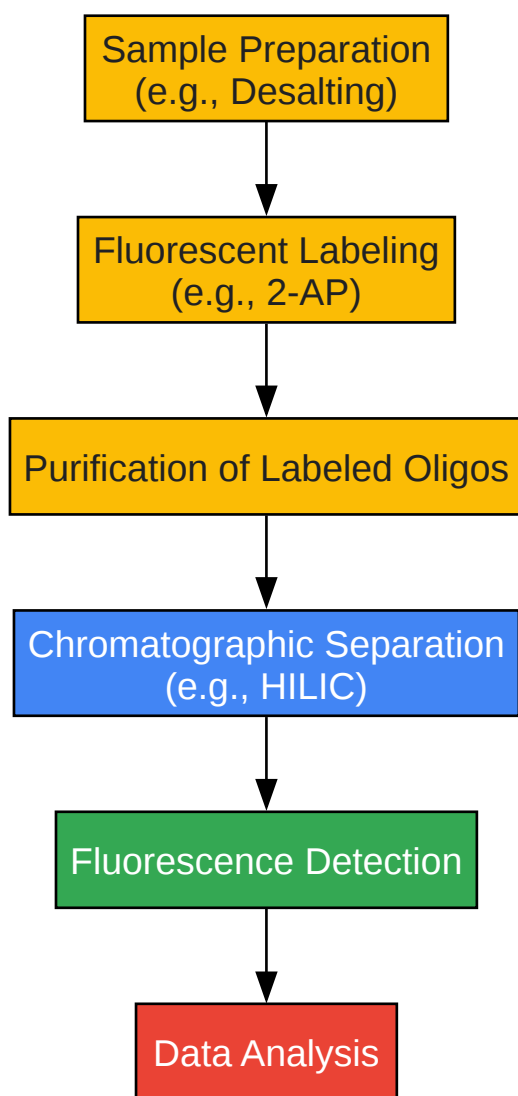 Sample Preparation
(e.g., Desalting)
Fluorescent Labeling
(e.g., 2-AP)
Purification of Labeled Oligos
Chromatographic Separation
(e.g., HILIC)
Fluorescence Detection
Data Analysis